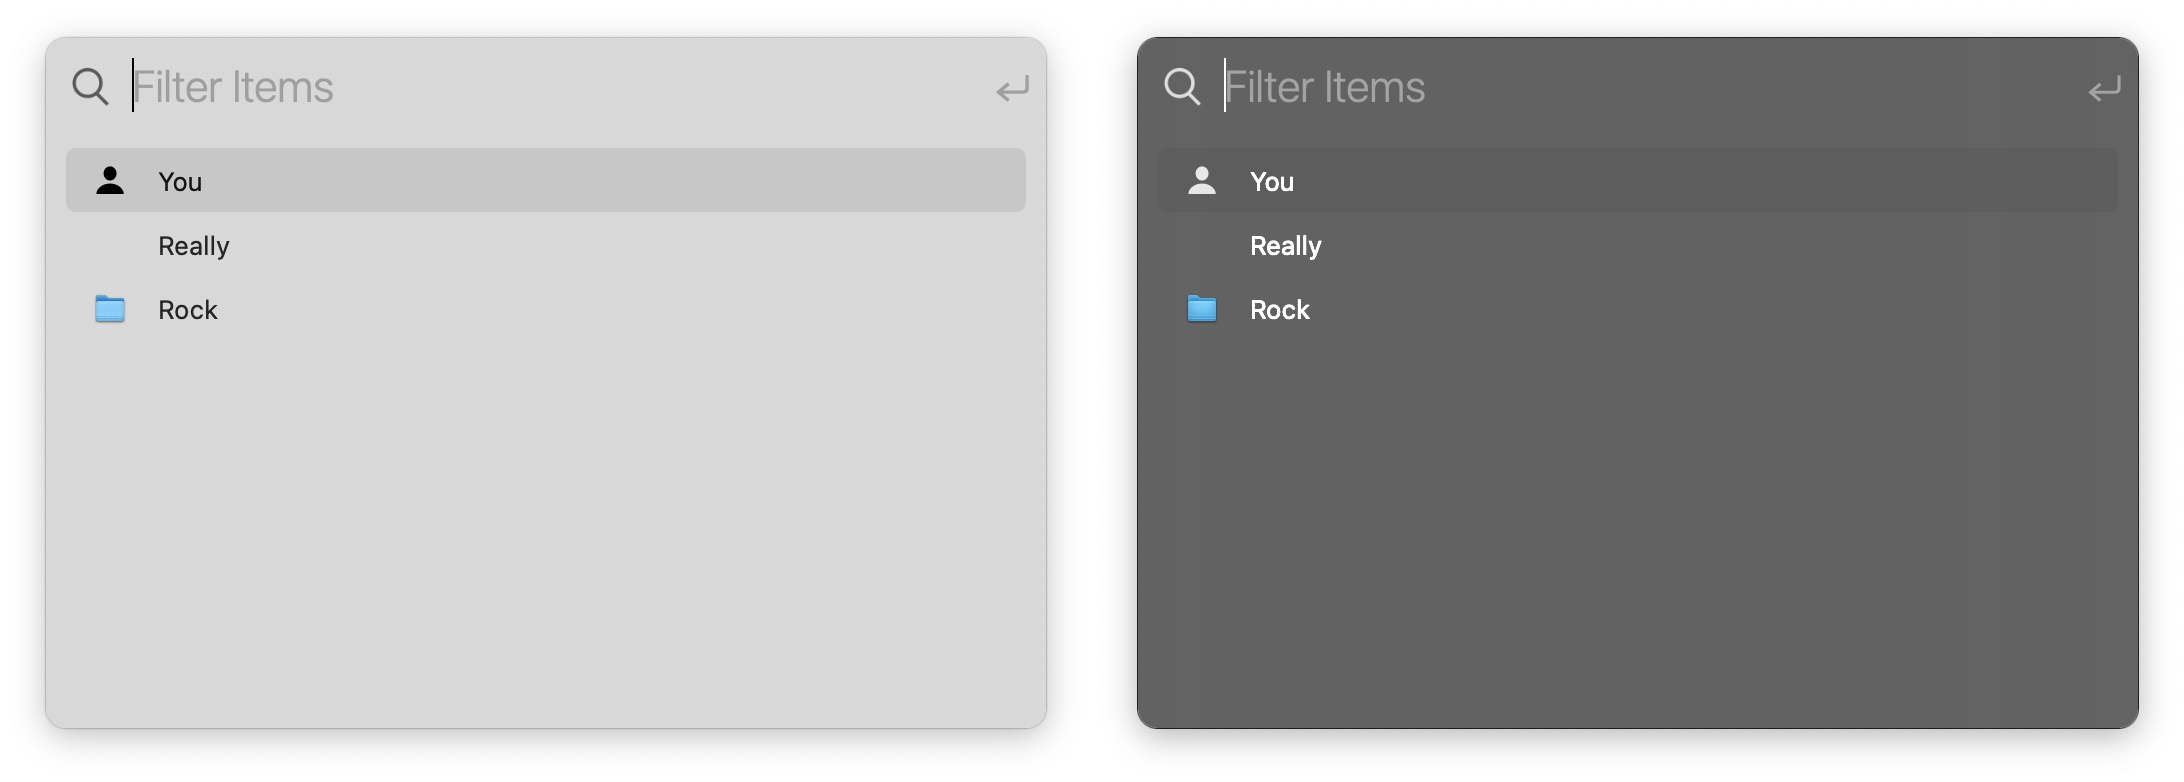 Filter Items
You
Really
Rock
Filter Items
You
Really
Rock